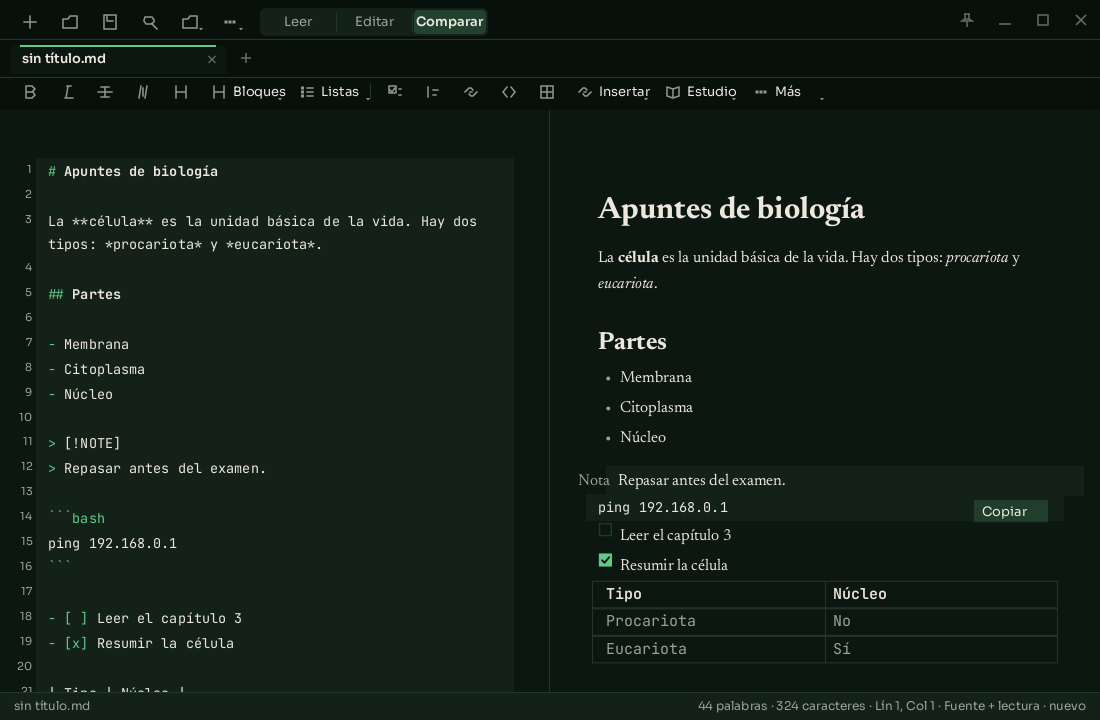 Leer Editar Comparar
sin título.md
Bloques Listas Insertar Estudio Más
1 # Apuntes de biología
2
3 La **célula** es la unidad básica de la vida. Hay dos
tipos: *procariota* y *eucariota*.
4
5 ## Partes
6
7 - Membrana
8 - Citoplasma
9 - Núcleo
10
11 > [!NOTE]
12 > Repasar antes del examen.
13
14 ```bash
15 ping 192.168.0.1
16 ```
17
18 - [ ] Leer el capítulo 3
19 - [x] Resumir la célula
20
21 | Tipo | Núcleo |
Apuntes de biología
La célula es la unidad básica de la vida. Hay dos tipos: procariota y
eucariota.
Partes
• Membrana
• Citoplasma
• Núcleo
Nota Repasar antes del examen.
ping 192.168.0.1 Copiar
Leer el capítulo 3
Resumir la célula
Tipo Núcleo
Procariota No
Eucariota Sí
sin título.md 44 palabras · 324 caracteres · Lín 1, Col 1 · Fuente + lectura · nuevo